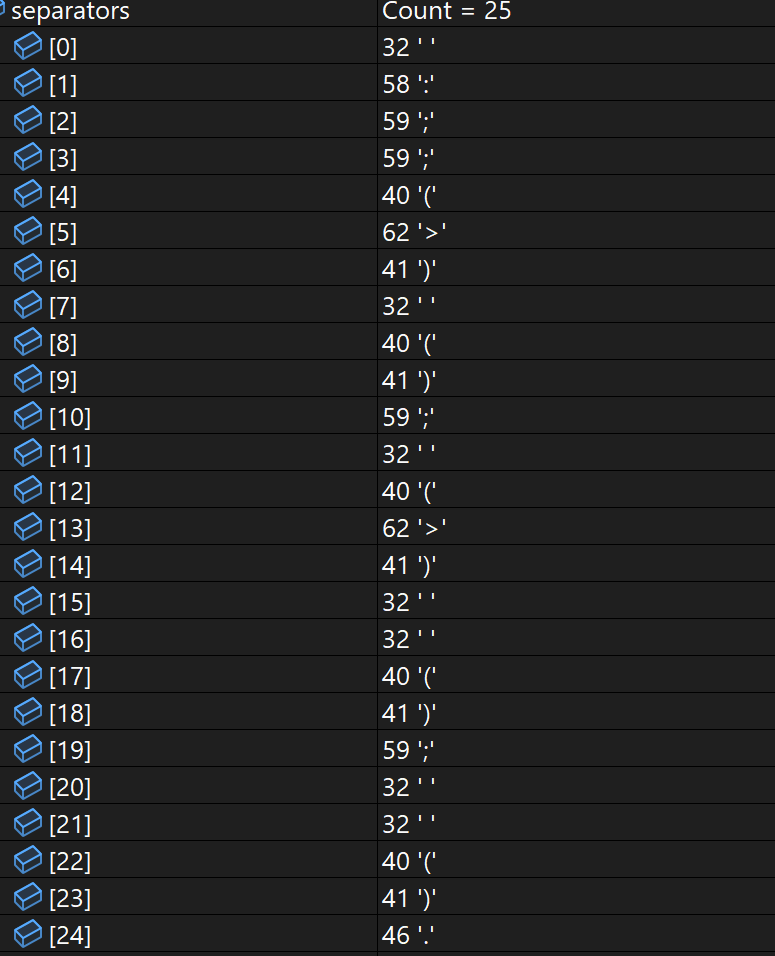 separators Count = 25
[0] 32 ' '
[1] 58 ':'
[2] 59 ';'
[3] 59 ';'
[4] 40 '('
[5] 62 '>'
[6] 41 ')'
[7] 32 ' '
[8] 40 '('
[9] 41 ')'
[10] 59 ';'
[11] 32 ' '
[12] 40 '('
[13] 62 '>'
[14] 41 ')'
[15] 32 ' '
[16] 32 ' '
[17] 40 '('
[18] 41 ')'
[19] 59 ';'
[20] 32 ' '
[21] 32 ' '
[22] 40 '('
[23] 41 ')'
[24] 46 '.'